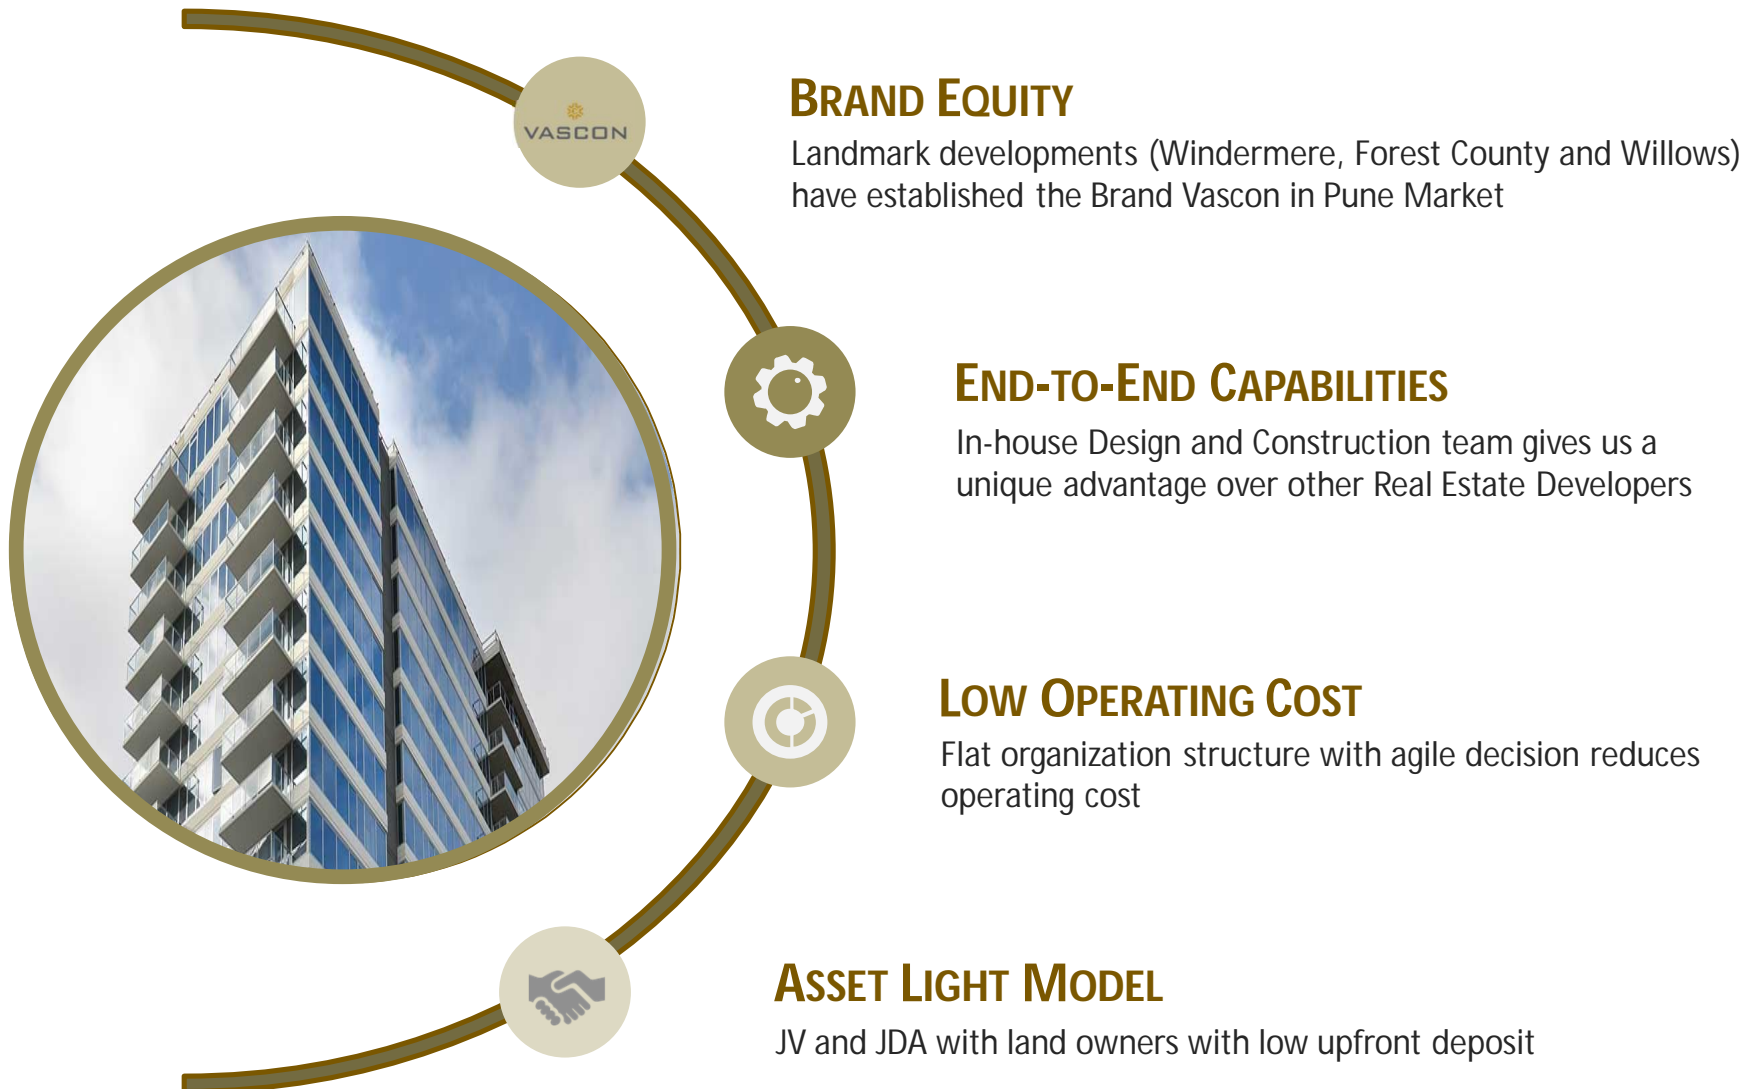 VASCON
BRAND EQUITY
Landmark developments (Windermere, Forest County and Willows)
have established the Brand Vascon in Pune Market
END-TO-END CAPABILITIES
In-house Design and Construction team gives us a
unique advantage over other Real Estate Developers
LOW OPERATING COST
Flat organization structure with agile decision reduces
operating cost
ASSET LIGHT MODEL
JV and JDA with land owners with low upfront deposit